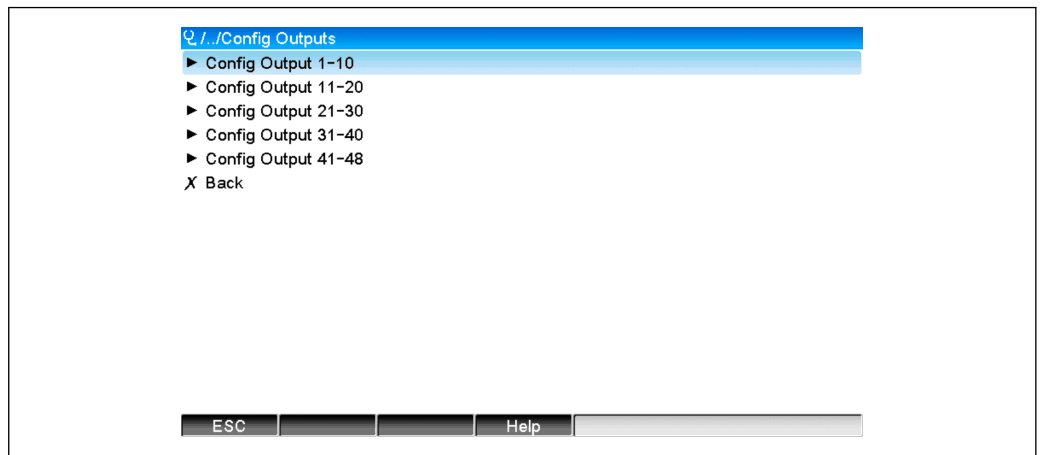 /../Config Outputs
► Config Output 1-10
► Config Output 11-20
► Config Output 21-30
► Config Output 31-40
► Config Output 41-48
X Back
ESC Help